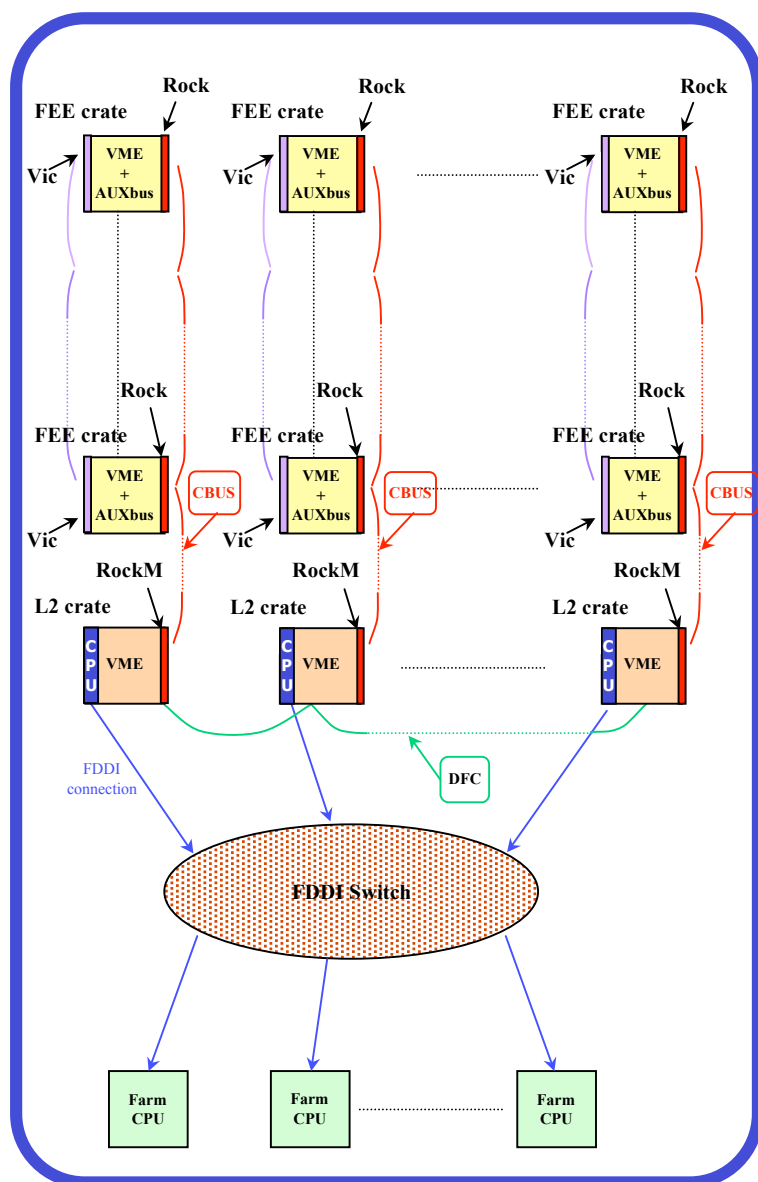 Rock Rock Rock
FEE crate FEE crate FEE crate
VME VME VME
+ + +
AUXbus AUXbus AUXbus
Vic Vic Vic
Rock Rock Rock
FEE crate FEE crate FEE crate
VME VME VME
+ + +
AUXbus AUXbus AUXbus
CBUS CBUS CBUS
Vic Vic Vic
RockM RockM RockM
L2 crate L2 crate L2 crate
CPU VME CPU VME CPU VME
FDDI
connection
DFC
FDDI Switch
Farm Farm Farm
CPU CPU CPU